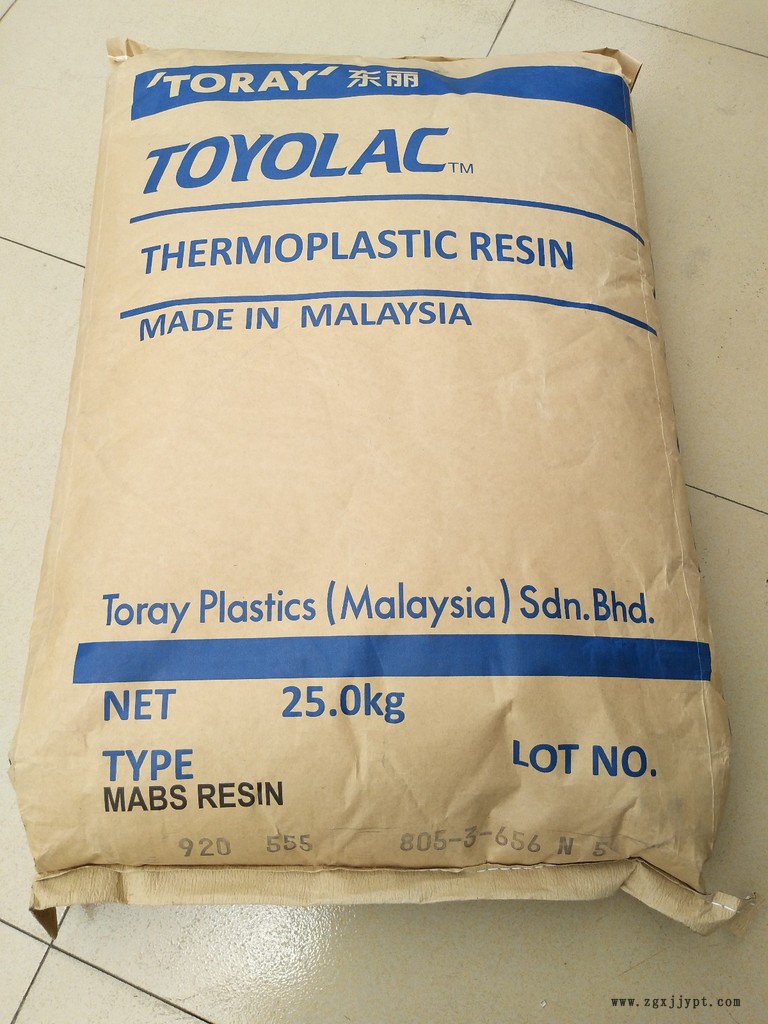 'TORAY' 东丽
TOYOLAC™
THERMOPLASTIC RESIN
MADE IN MALAYSIA
Toray Plastics (Malaysia) Sdn.Bhd.
NET 25.0kg
TYPE LOT NO.
MABS RESIN
920 555 805-3-656 N 5
www.zgxjjypt.com